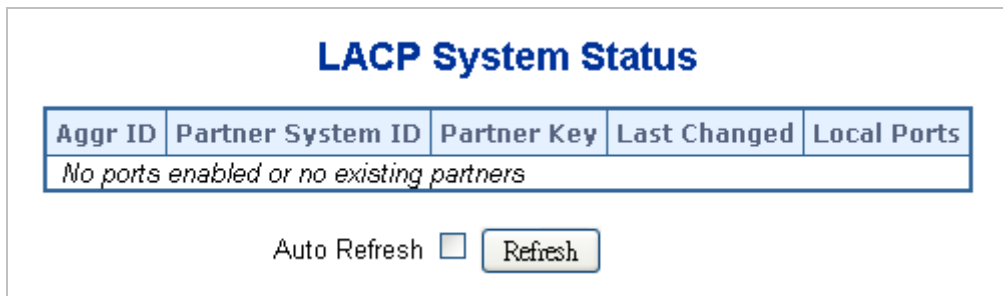 LACP System Status
Aggr ID Partner System ID Partner Key Last Changed Local Ports
No ports enabled or no existing partners
Auto Refresh Refresh